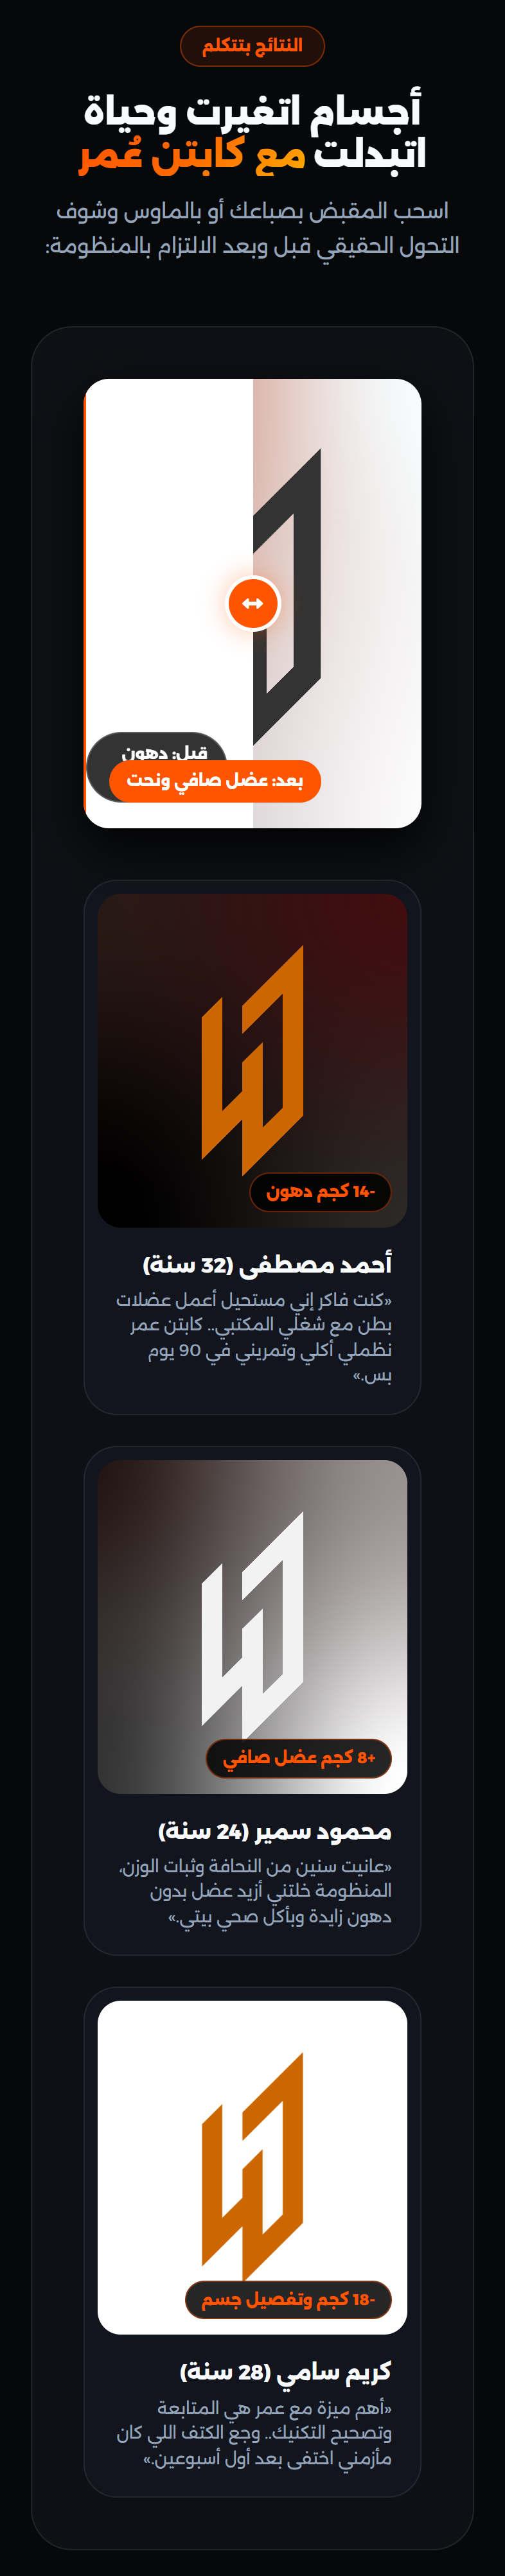 النتائج بتتكلم
أجسام اتغيرت وحياة
اتبدلت مع كابتن عُمر
اسحب المقبض بصباعك أو بالماوس وشوف
التحول الحقيقي قبل وبعد الالتزام بالمنظومة:
قبل: دهون
بعد: عضل صافي ونحت
-14 كجم دهون
أحمد مصطفى (32 سنة)
«كنت فاكر إني مستحيل أعمل عضلات
بطن مع شغلي المكتبي.. كابتن عمر
نظملي أكلي وتمريني في 90 يوم
بس.»
+8 كجم عضل صافي
محمود سمير (24 سنة)
«عانيت سنين من النحافة وثبات الوزن،
المنظومة خلتني أزيد عضل بدون
دهون زايدة وبأكل صحي بيتي.»
-18 كجم وتفصيل جسم
كريم سامي (28 سنة)
«أهم ميزة مع عمر هي المتابعة
وتصحيح التكنيك.. وجع الكتف اللي كان
مأزمني اختفى بعد أول أسبوعين.»